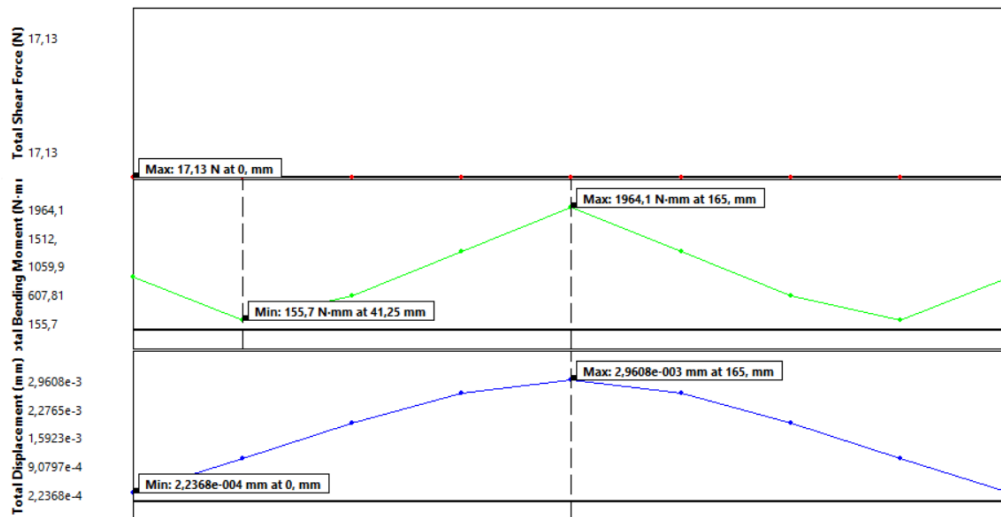 Total Shear Force (N)
17,13
17,13
Max: 17,13 N at 0, mm
Bending Moment (N·m
1964,1
1512,
1059,9
607,81
155,7
Max: 1964,1 N·mm at 165, mm
Min: 155,7 N·mm at 41,25 mm
Total Displacement (mm)
2,9608e-3
2,2765e-3
1,5923e-3
9,0797e-4
2,2368e-4
Max: 2,9608e-003 mm at 165, mm
Min: 2,2368e-004 mm at 0, mm